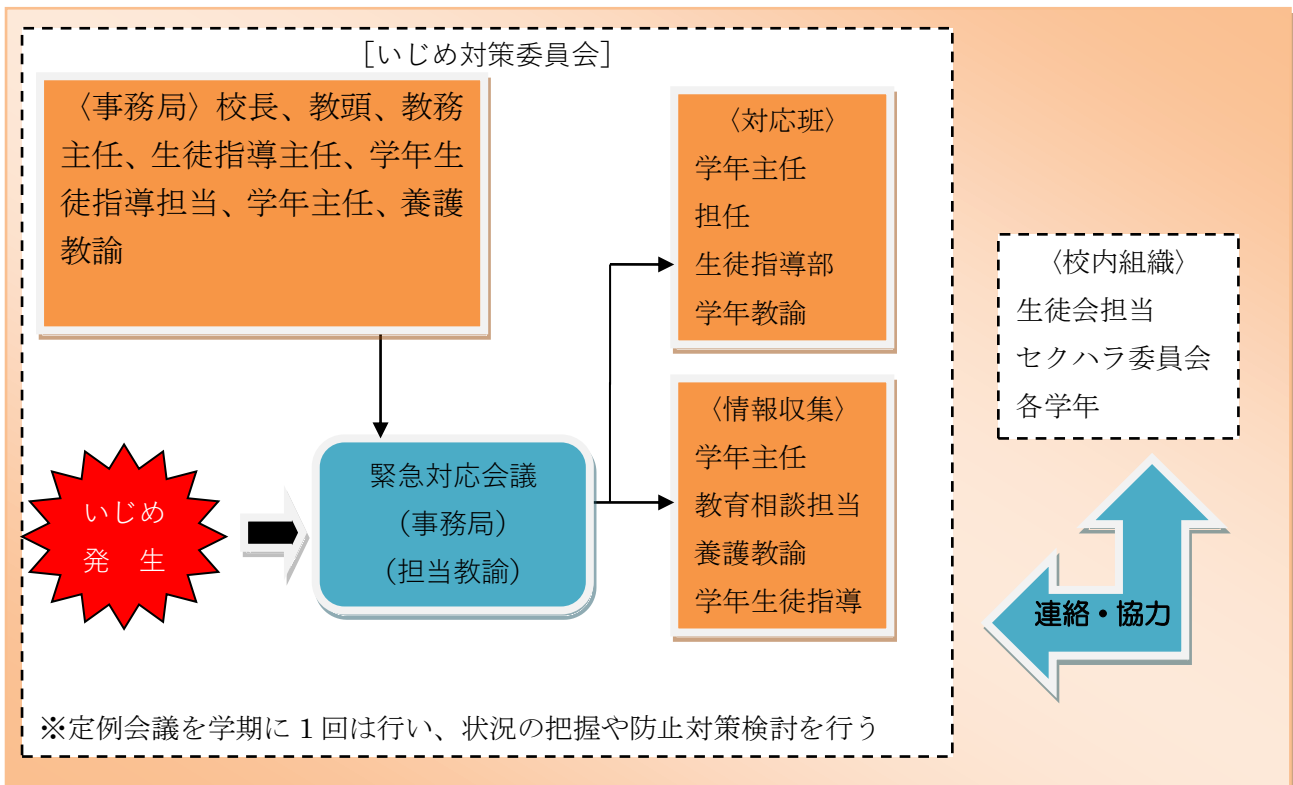 [いじめ対策委員会]
〈事務局〉校長、教頭、教務
主任、生徒指導主任、学年生
徒指導担当、学年主任、養護
教諭
〈対応班〉
学年主任
担任
生徒指導部
学年教諭
〈校内組織〉
生徒会担当
セクハラ委員会
各学年
いじめ
発　生
緊急対応会議
（事務局）
（担当教諭）
〈情報収集〉
学年主任
教育相談担当
養護教諭
学年生徒指導
連絡・協力
※定例会議を学期に１回は行い、状況の把握や防止対策検討を行う